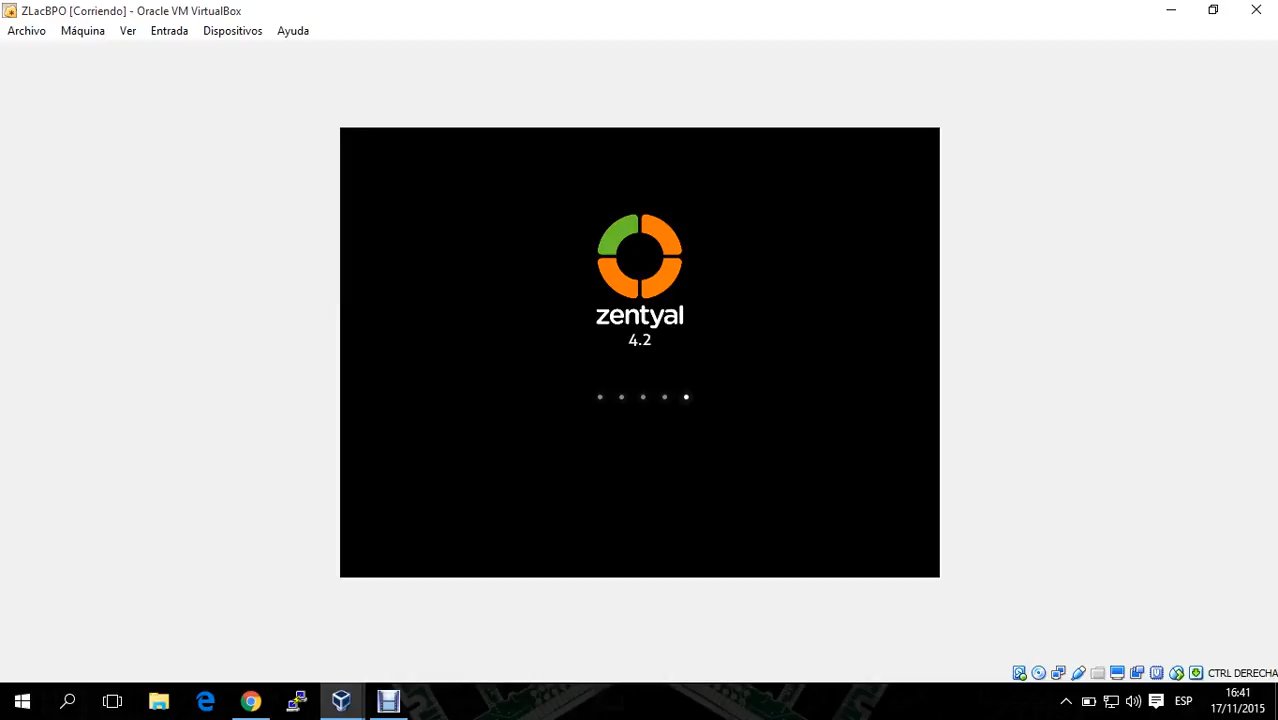 ZLacBPO [Corriendo] - Oracle VM VirtualBox
Archivo Máquina Ver Entrada Dispositivos Ayuda
zentyal
4.2
CTRL DERECHA
ESP
16:41
17/11/2015